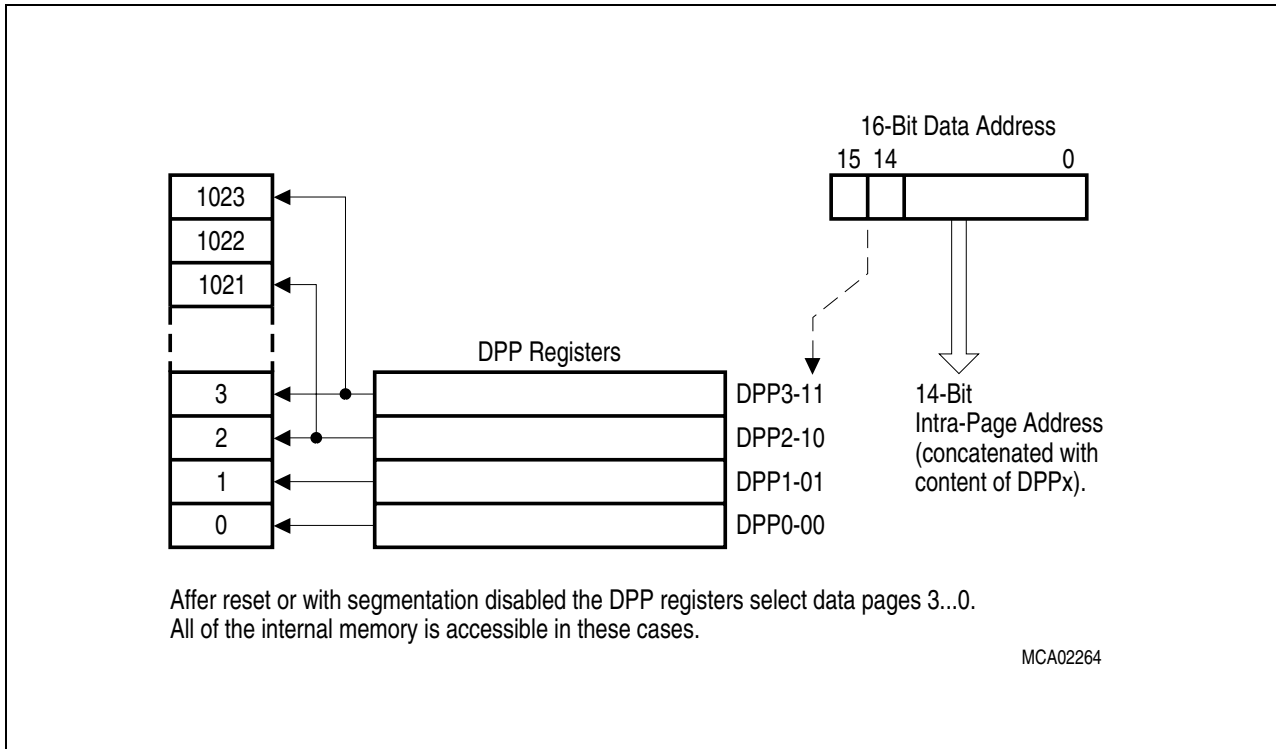 16-Bit Data Address
15 14 0
1023
1022
1021
DPP Registers
3
2
1
0
DPP3-11
DPP2-10
DPP1-01
DPP0-00
14-Bit
Intra-Page Address
(concatenated with
content of DPPx).
Affer reset or with segmentation disabled the DPP registers select data pages 3...0.
All of the internal memory is accessible in these cases.
MCA02264